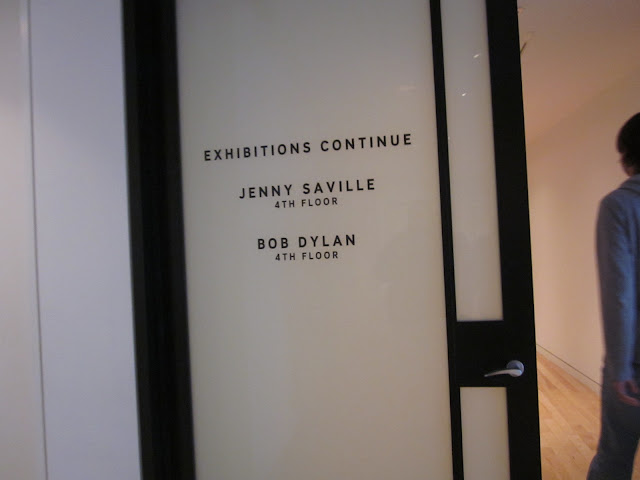 EXHIBITIONS CONTINUE
JENNY SAVILLE
4TH FLOOR
BOB DYLAN
4TH FLOOR